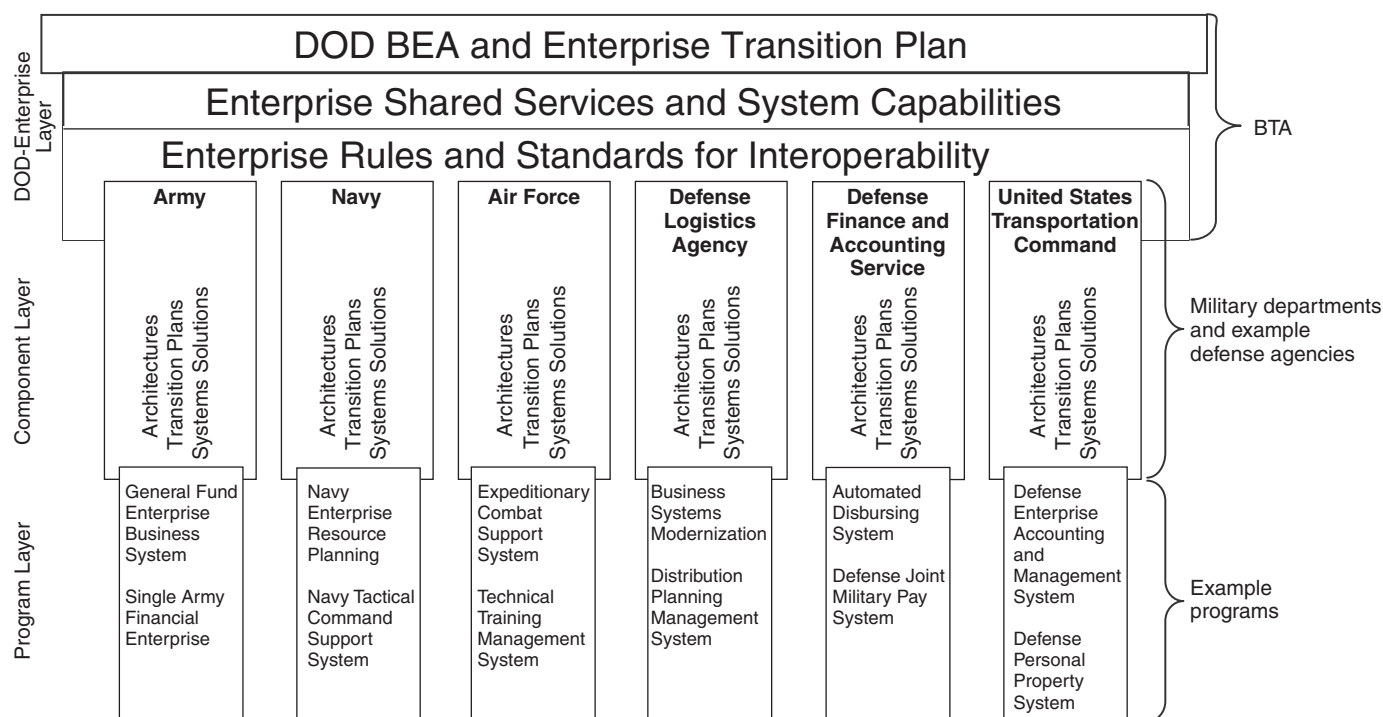 DOD BEA and Enterprise Transition Plan
Enterprise Shared Services and System Capabilities
Enterprise Rules and Standards for Interoperability
DOD-Enterprise
Layer
BTA
Component Layer
Army
Architectures
Transition Plans
Systems Solutions
Navy
Architectures
Transition Plans
Systems Solutions
Air Force
Architectures
Transition Plans
Systems Solutions
Defense
Logistics
Agency
Architectures
Transition Plans
Systems Solutions
Defense
Finance and
Accounting
Service
Architectures
Transition Plans
Systems Solutions
United States
Transportation
Command
Architectures
Transition Plans
Systems Solutions
Military departments
and example
defense agencies
Program Layer
General Fund
Enterprise
Business
System
Single Army
Financial
Enterprise
Navy
Enterprise
Resource
Planning
Navy Tactical
Command
Support
System
Expeditionary
Combat
Support
System
Technical
Training
Management
System
Business
Systems
Modernization
Distribution
Planning
Management
System
Automated
Disbursing
System
Defense Joint
Military Pay
System
Defense
Enterprise
Accounting
and
Management
System
Defense
Personal
Property
System
Example
programs